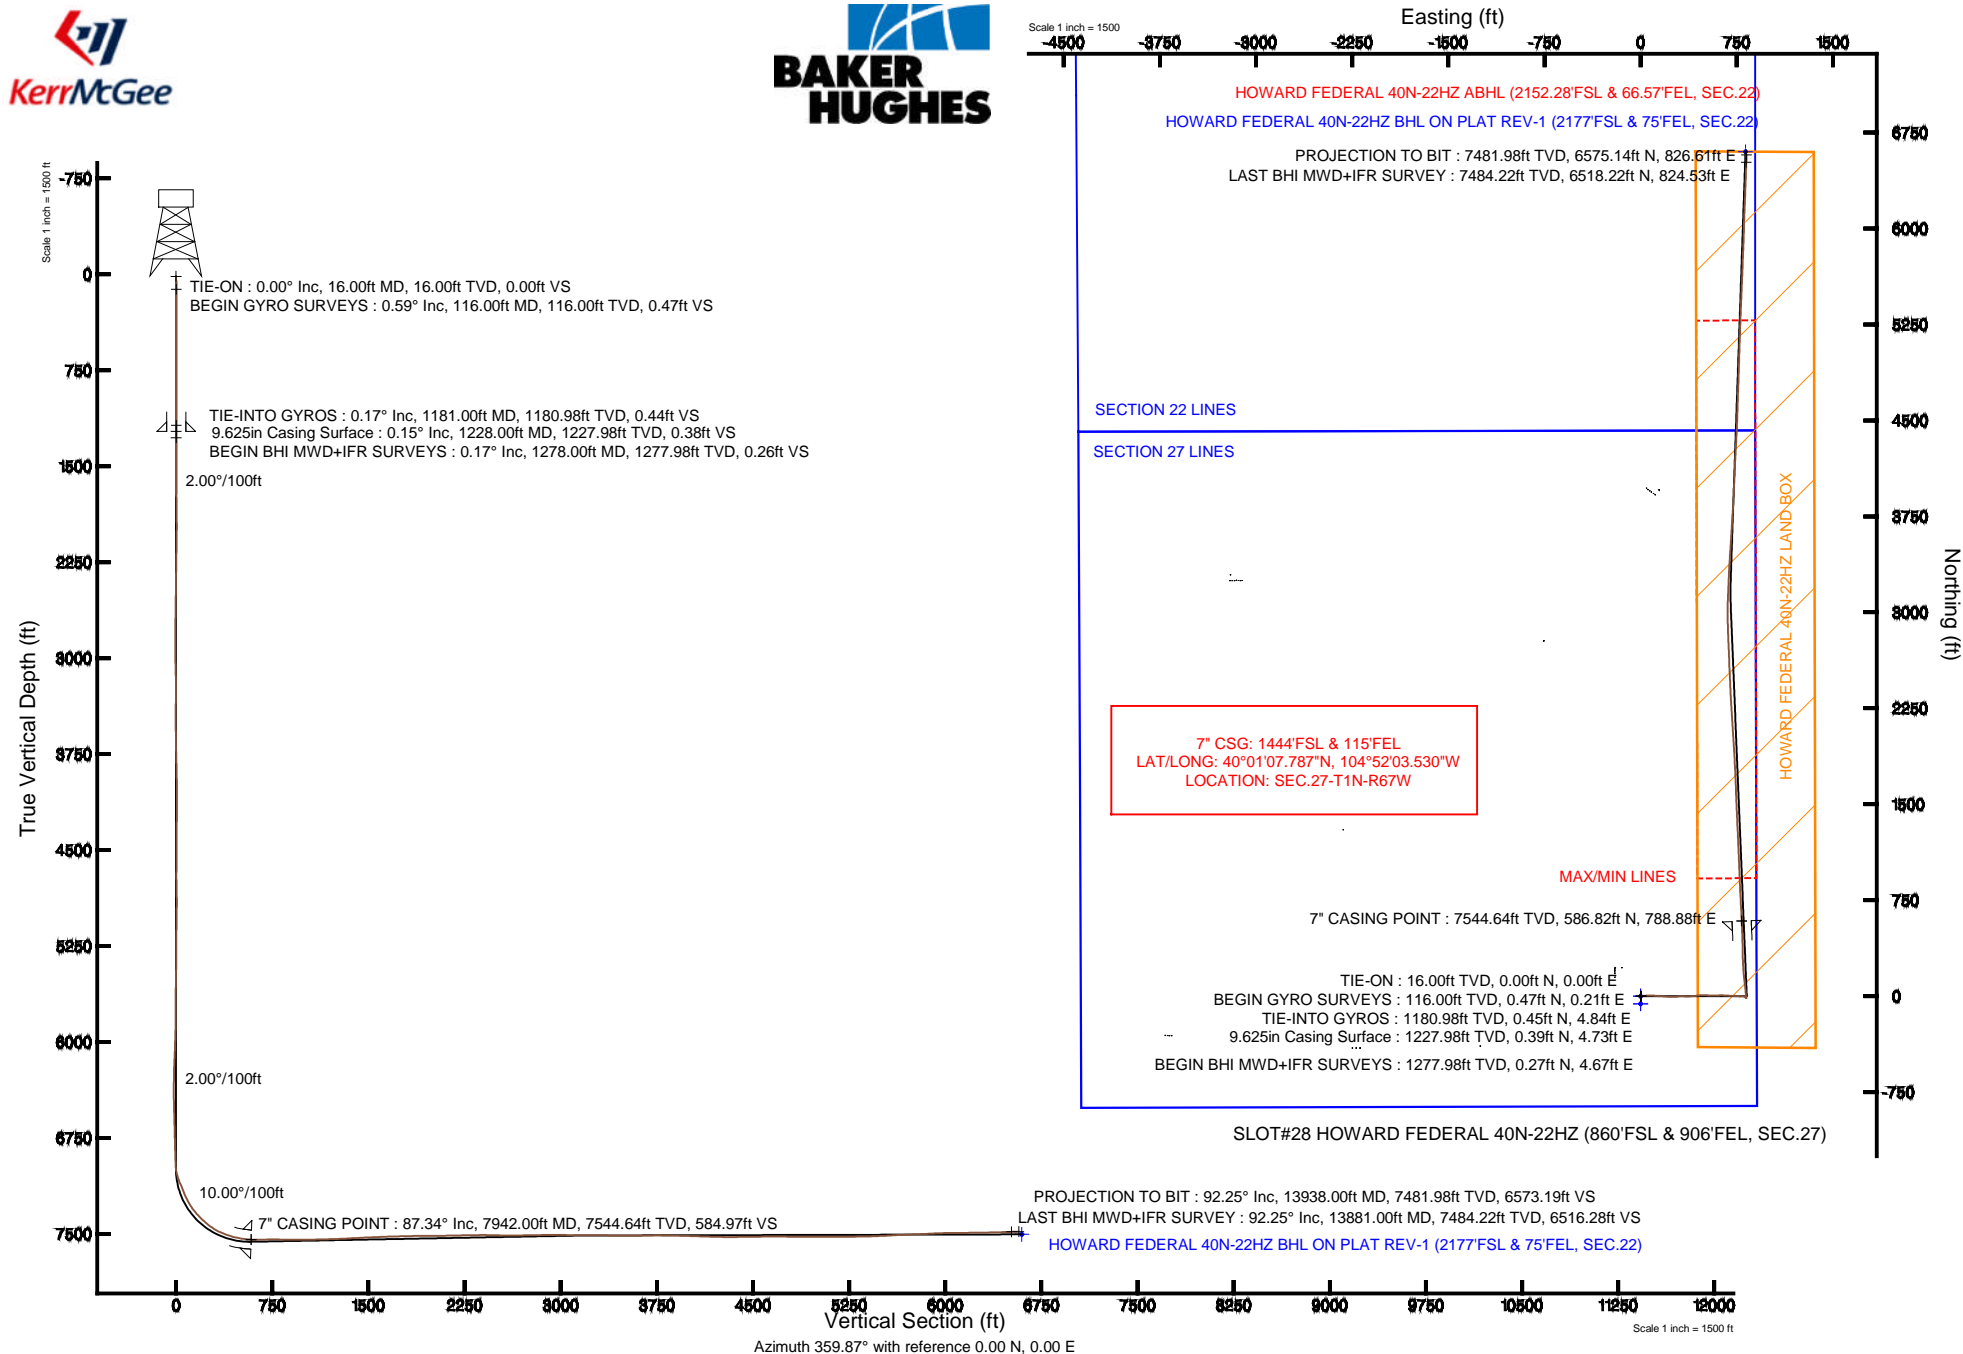 KerrMcGee
BAKER
HUGHES
Scale 1 inch = 1500
Easting (ft)
-4500 -3750 -3000 -2250 -1500 -750 0 750 1500
HOWARD FEDERAL 40N-22HZ ABHL (2152.28'FSL & 66.57'FEL, SEC.22)
HOWARD FEDERAL 40N-22HZ BHL ON PLAT REV-1 (2177'FSL & 75'FEL, SEC.22)
PROJECTION TO BIT : 7481.98ft TVD, 6575.14ft N, 826.61ft E
LAST BHI MWD+IFR SURVEY : 7484.22ft TVD, 6518.22ft N, 824.53ft E
SECTION 22 LINES
SECTION 27 LINES
HOWARD FEDERAL 40N-22HZ LAND BOX
7" CSG: 1444'FSL & 115'FEL
LAT/LONG: 40°01'07.787"N, 104°52'03.530"W
LOCATION: SEC.27-T1N-R67W
MAX/MIN LINES
7" CASING POINT : 7544.64ft TVD, 586.82ft N, 788.88ft E
TIE-ON : 16.00ft TVD, 0.00ft N, 0.00ft E
BEGIN GYRO SURVEYS : 116.00ft TVD, 0.47ft N, 0.21ft E
TIE-INTO GYROS : 1180.98ft TVD, 0.45ft N, 4.84ft E
9.625in Casing Surface : 1227.98ft TVD, 0.39ft N, 4.73ft E
BEGIN BHI MWD+IFR SURVEYS : 1277.98ft TVD, 0.27ft N, 4.67ft E
SLOT#28 HOWARD FEDERAL 40N-22HZ (860'FSL & 906'FEL, SEC.27)
6750
6000
5250
4500
3750
3000
2250
1500
750
0
-750
Northing (ft)
Scale 1 inch = 1500 ft
True Vertical Depth (ft)
-750
0
750
1500
2250
3000
3750
4500
5250
6000
6750
7500
TIE-ON : 0.00° Inc, 16.00ft MD, 16.00ft TVD, 0.00ft VS
BEGIN GYRO SURVEYS : 0.59° Inc, 116.00ft MD, 116.00ft TVD, 0.47ft VS
TIE-INTO GYROS : 0.17° Inc, 1181.00ft MD, 1180.98ft TVD, 0.44ft VS
9.625in Casing Surface : 0.15° Inc, 1228.00ft MD, 1227.98ft TVD, 0.38ft VS
BEGIN BHI MWD+IFR SURVEYS : 0.17° Inc, 1278.00ft MD, 1277.98ft TVD, 0.26ft VS
2.00°/100ft
2.00°/100ft
10.00°/100ft
7" CASING POINT : 87.34° Inc, 7942.00ft MD, 7544.64ft TVD, 584.97ft VS
PROJECTION TO BIT : 92.25° Inc, 13938.00ft MD, 7481.98ft TVD, 6573.19ft VS
LAST BHI MWD+IFR SURVEY : 92.25° Inc, 13881.00ft MD, 7484.22ft TVD, 6516.28ft VS
HOWARD FEDERAL 40N-22HZ BHL ON PLAT REV-1 (2177'FSL & 75'FEL, SEC.22)
0 750 1500 2250 3000 3750 4500 5250 6000 6750 7500 8250 9000 9750 10500 11250 12000
Vertical Section (ft)
Scale 1 inch = 1500 ft
Azimuth 359.87° with reference 0.00 N, 0.00 E